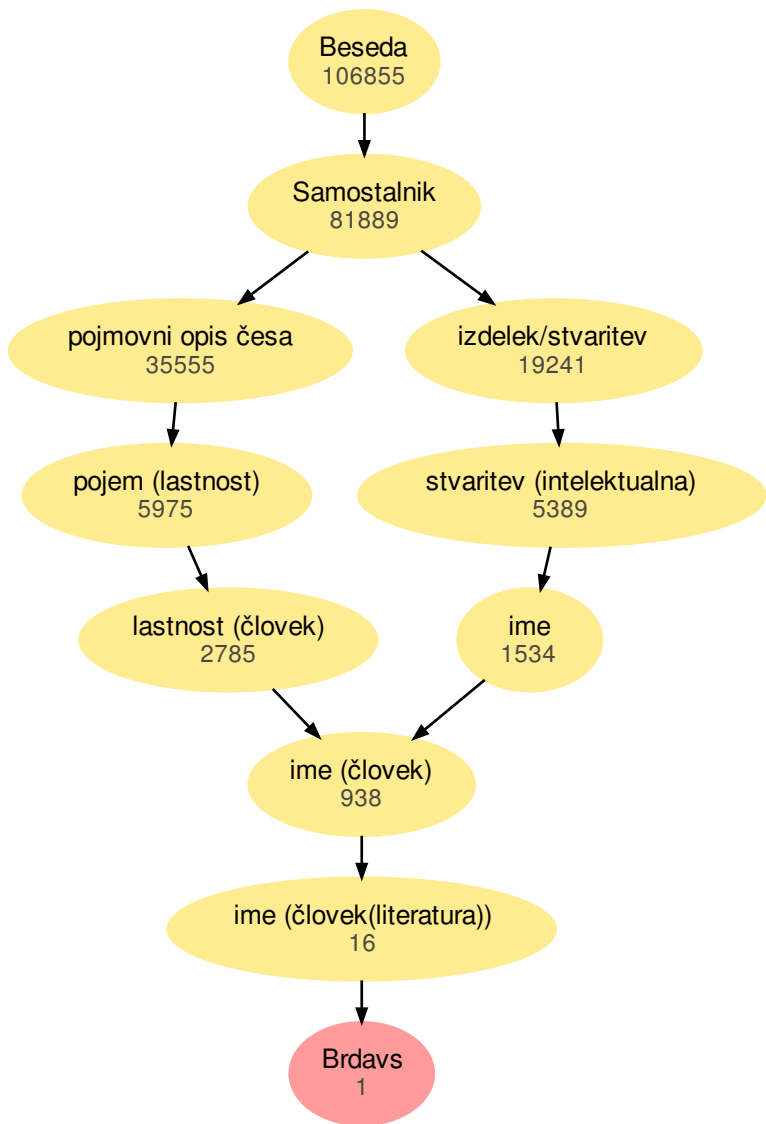 Beseda
106855
Samostalnik
81889
pojmovni opis česa
35555
izdelek/stvaritev
19241
pojem (lastnost)
5975
stvaritev (intelektualna)
5389
lastnost (človek)
2785
ime
1534
ime (človek)
938
ime (človek(literatura))
16
Brdavs
1